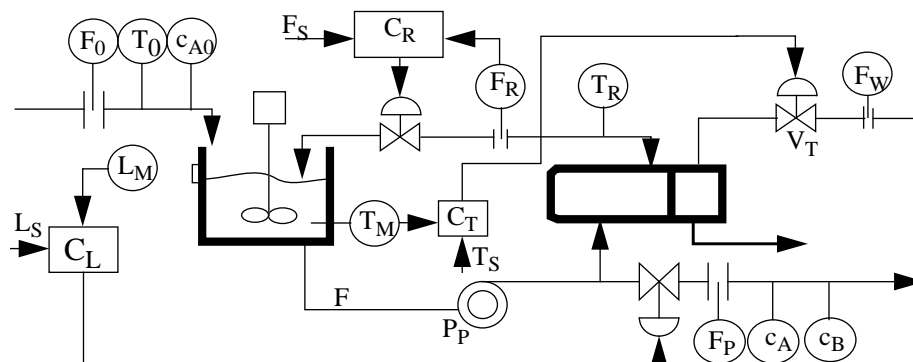 F0 T0 cA0 FS CR FR TR FW
VT
LM
LS CL
TM CT
TS
F
PP
FP cA cB